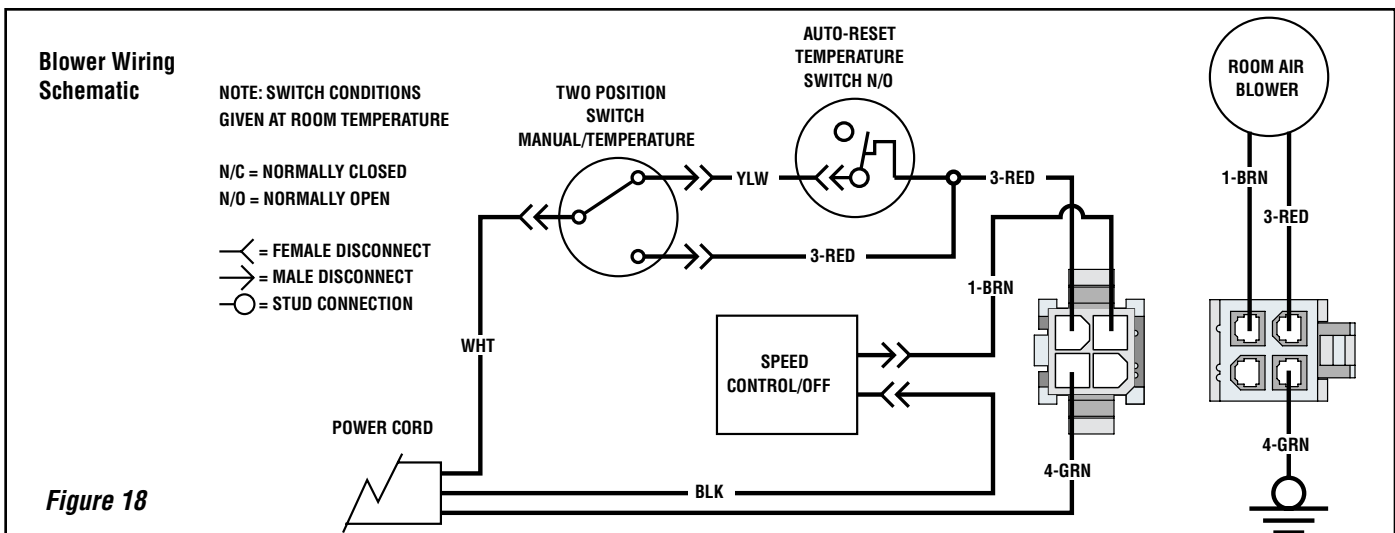 Blower Wiring
Schematic
NOTE: SWITCH CONDITIONS
GIVEN AT ROOM TEMPERATURE
N/C = NORMALLY CLOSED
N/O = NORMALLY OPEN
= FEMALE DISCONNECT
= MALE DISCONNECT
= STUD CONNECTION
TWO POSITION
SWITCH
MANUAL/TEMPERATURE
AUTO-RESET
TEMPERATURE
SWITCH N/O
ROOM AIR
BLOWER
YLW
3-RED
1-BRN
3-RED
3-RED
1-BRN
WHT
SPEED
CONTROL/OFF
POWER CORD
4-GRN
4-GRN
BLK
Figure 18